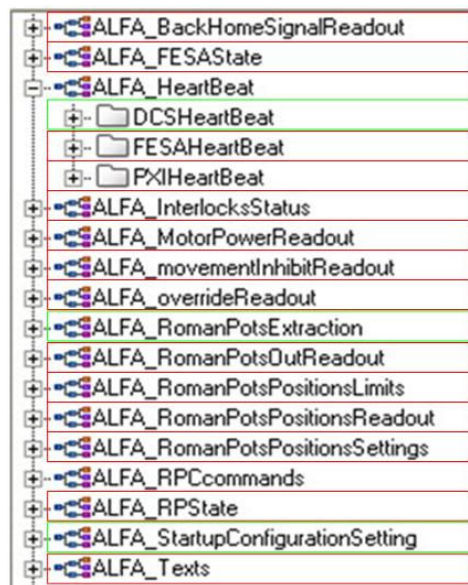 ALFA_BackHomeSignalReadout
ALFA_FESAState
ALFA_HeartBeat
DCSHeartBeat
FESAHeartBeat
PXIHeartBeat
ALFA_InterlocksStatus
ALFA_MotorPowerReadout
ALFA_movementInhibitReadout
ALFA_overrideReadout
ALFA_RomanPotsExtraction
ALFA_RomanPotsOutReadout
ALFA_RomanPotsPositionsLimits
ALFA_RomanPotsPositionsReadout
ALFA_RomanPotsPositionsSettings
ALFA_RPCcommands
ALFA_RPState
ALFA_StartupConfigurationSetting
ALFA_Texts